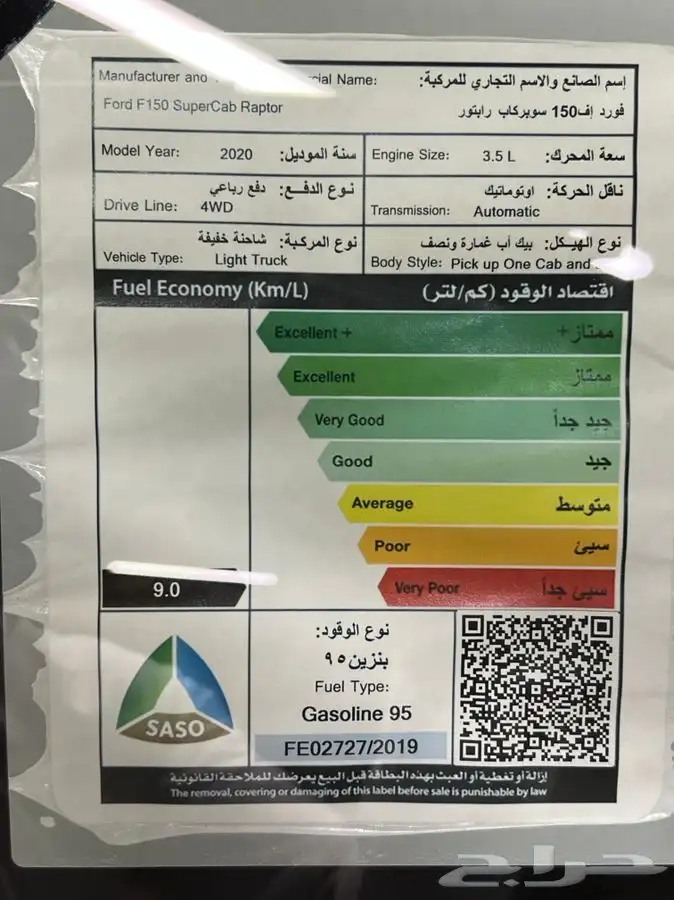 إسم الصانع والاسم التجاري للمركبة:
Manufacturer and Name:
فورد إف150 سوبركاب رابتور
Ford F150 SuperCab Raptor
Model Year: 2020 سنة الموديل:
Engine Size: 3.5 L سعة المحرك:
نوع الدفع: دفع رباعي
Drive Line: 4WD
ناقل الحركة: اوتوماتيك
Transmission: Automatic
نوع المركبة: شاحنة خفيفة
Vehicle Type: Light Truck
نوع الهيكل: بيك أب غمارة ونصف
Body Style: Pick up One Cab and
Fuel Economy (Km/L) اقتصاد الوقود (كم/لتر)
Excellent + ممتاز +
Excellent ممتاز
Very Good جيد جداً
Good جيد
Average متوسط
Poor سيئ
Very Poor سيئ جداً
9.0
SASO
نوع الوقود:
بنزين ٩٥
Fuel Type:
Gasoline 95
FE02727/2019
إزالة أو تغطية أو العبث بهذه البطاقة قبل البيع يعرضك للملاحقة القانونية
The removal, covering or damaging of this label before sale is punishable by law
حراج